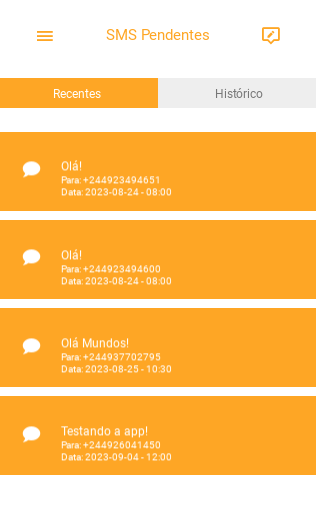 SMS Pendentes
Recentes
Histórico
Olá!
Para: +244923494651
Data: 2023-08-24 - 08:00
Olá!
Para: +244923494600
Data: 2023-08-24 - 08:00
Olá Mundos!
Para: +244937702795
Data: 2023-08-25 - 10:30
Testando a app!
Para: +244926041450
Data: 2023-09-04 - 12:00